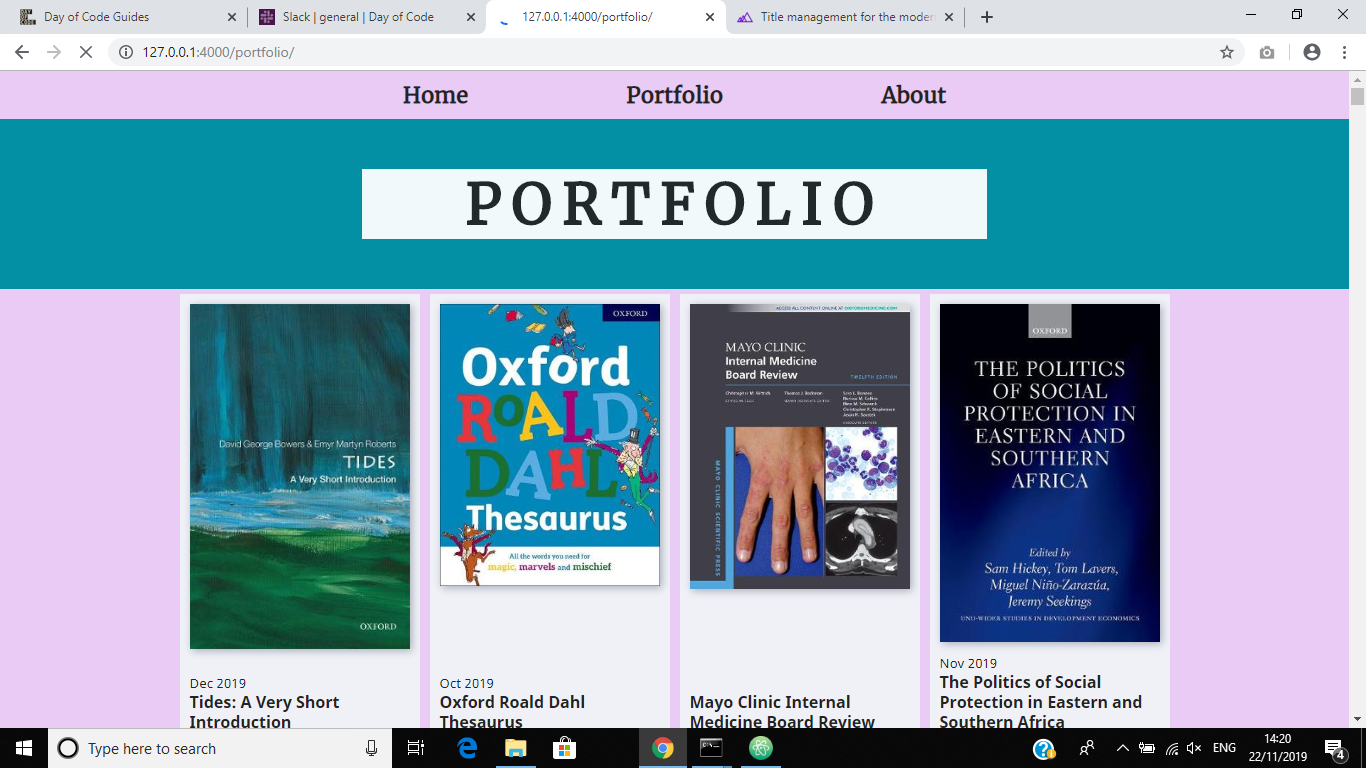 Day of Code Guides
Slack | general | Day of Code
127.0.0.1:4000/portfolio/
Title management for the moder
127.0.0.1:4000/portfolio/
Home
Portfolio
About
PORTFOLIO
David George Bowers & Emyr Martyn Roberts
TIDES
A Very Short Introduction
OXFORD
Dec 2019
Tides: A Very Short
Introduction
OXFORD
Oxford
ROALD
DAHL
Thesaurus
All the words you need for
magic, marvels and mischief
Oct 2019
Oxford Roald Dahl
Thesaurus
ACCESS ALL CONTENT ONLINE AT OXFORDMEDICINE.COM
MAYO CLINIC
Internal Medicine
Board Review
TWELFTH EDITION
MAYO CLINIC SCIENTIFIC PRESS
Mayo Clinic Internal
Medicine Board Review
OXFORD
THE POLITICS
OF SOCIAL
PROTECTION IN
EASTERN AND
SOUTHERN
AFRICA
Edited by
Sam Hickey, Tom Lavers,
Miguel Niño-Zarazúa,
Jeremy Seekings
UNU-WIDER STUDIES IN DEVELOPMENT ECONOMICS
Nov 2019
The Politics of Social
Protection in Eastern and
Southern Africa
Type here to search
ENG
14:20
22/11/2019
4